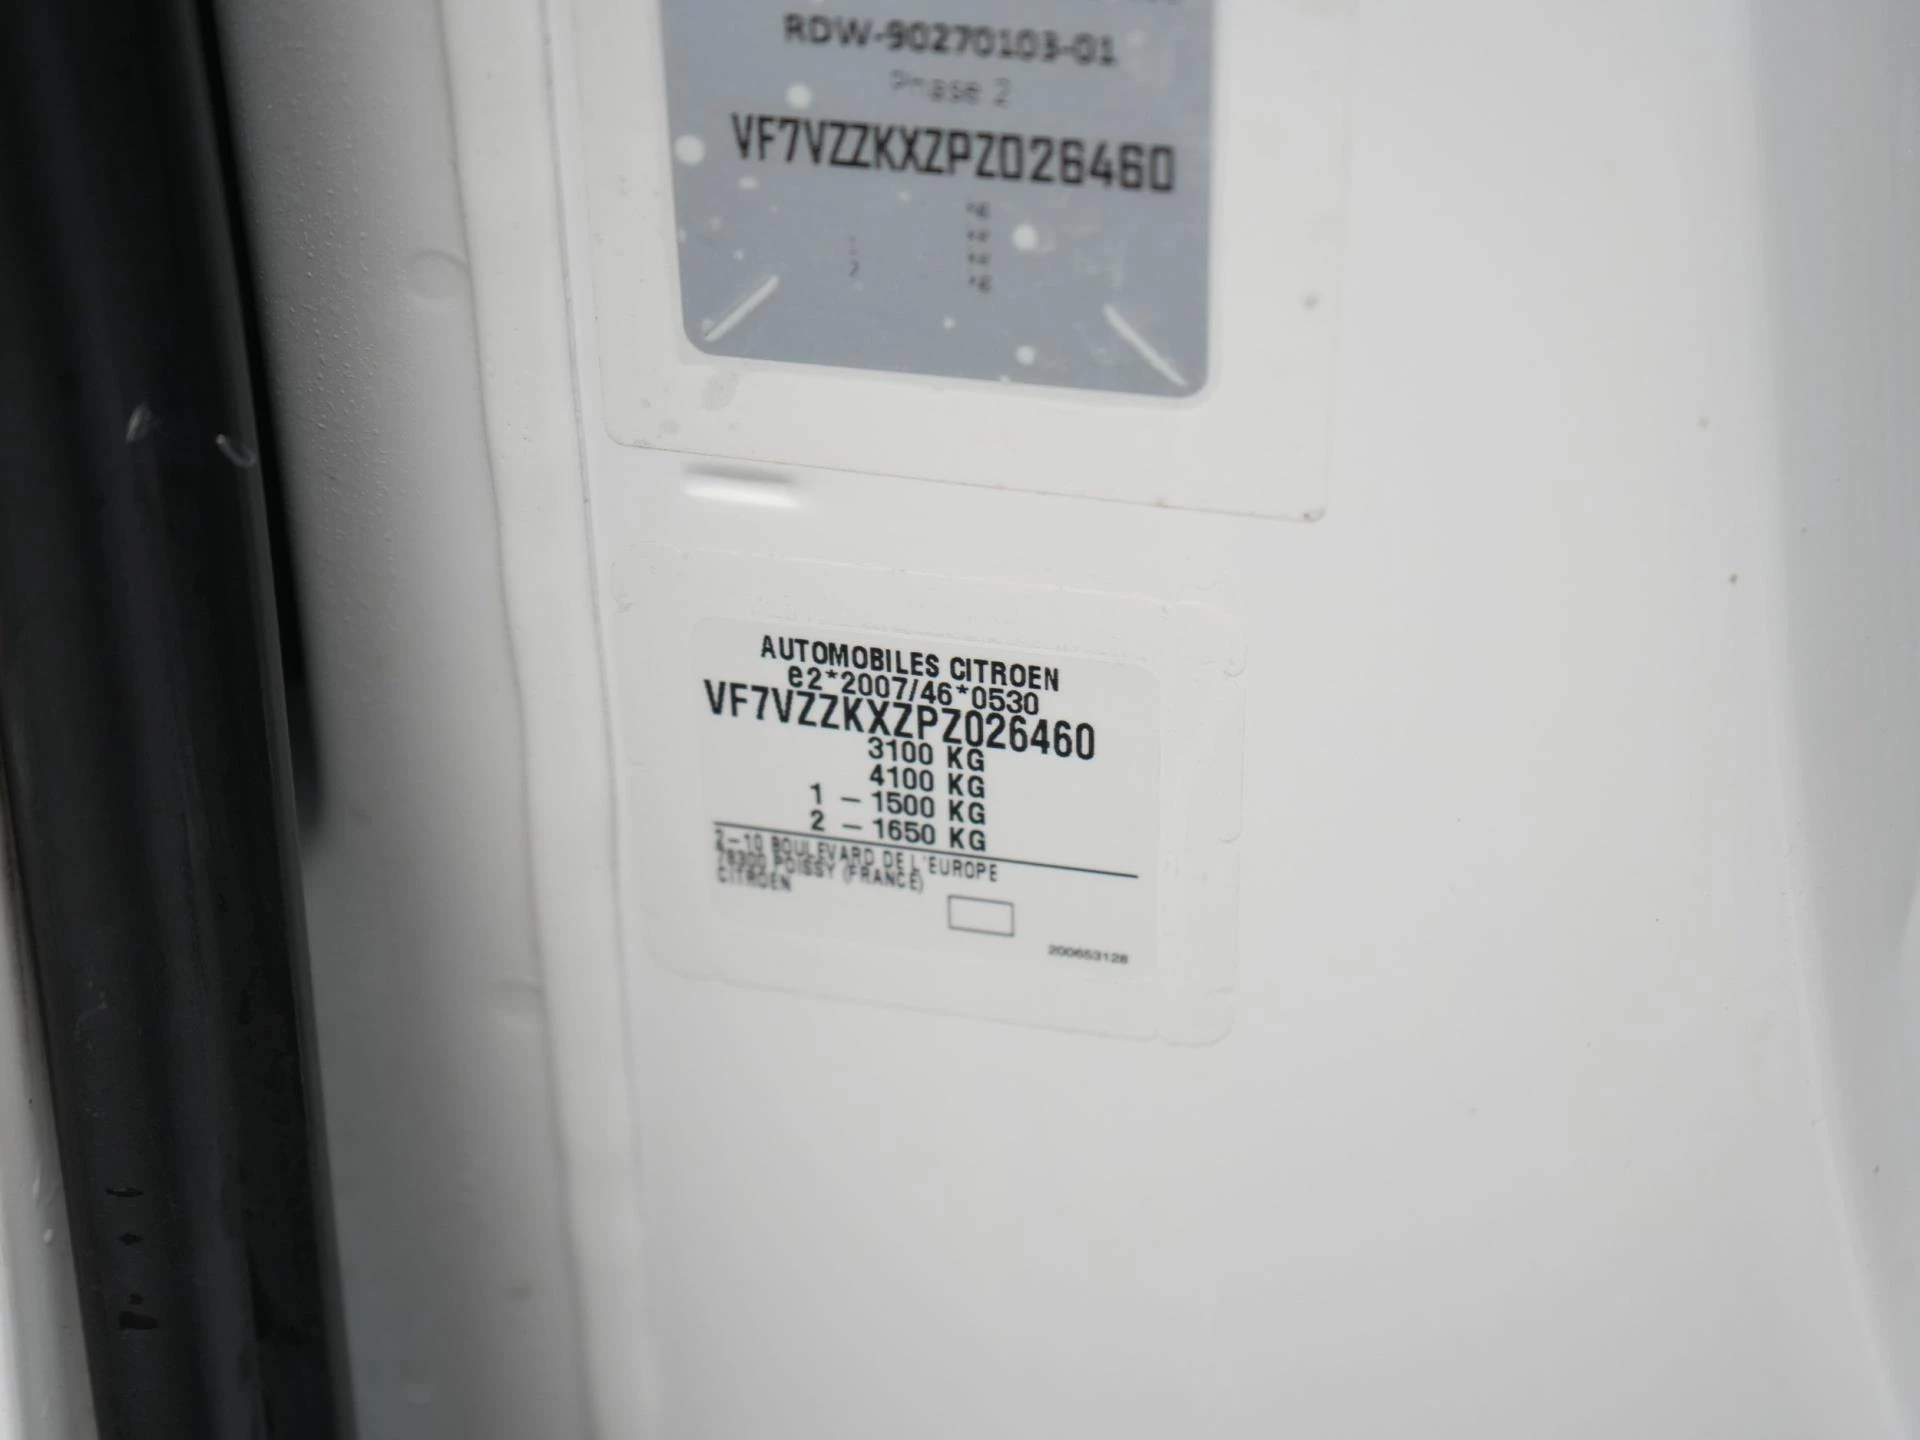 RDW-90270103-01
Phase 2
VF7VZZKXZPZ026460
AUTOMOBILES CITROEN
e2*2007/46*0530
VF7VZZKXZPZ026460
3100 KG
4100 KG
1 - 1500 KG
2 - 1650 KG
2-10 BOULEVARD DE L'EUROPE
78300 POISSY (FRANCE)
CITROEN
200653128